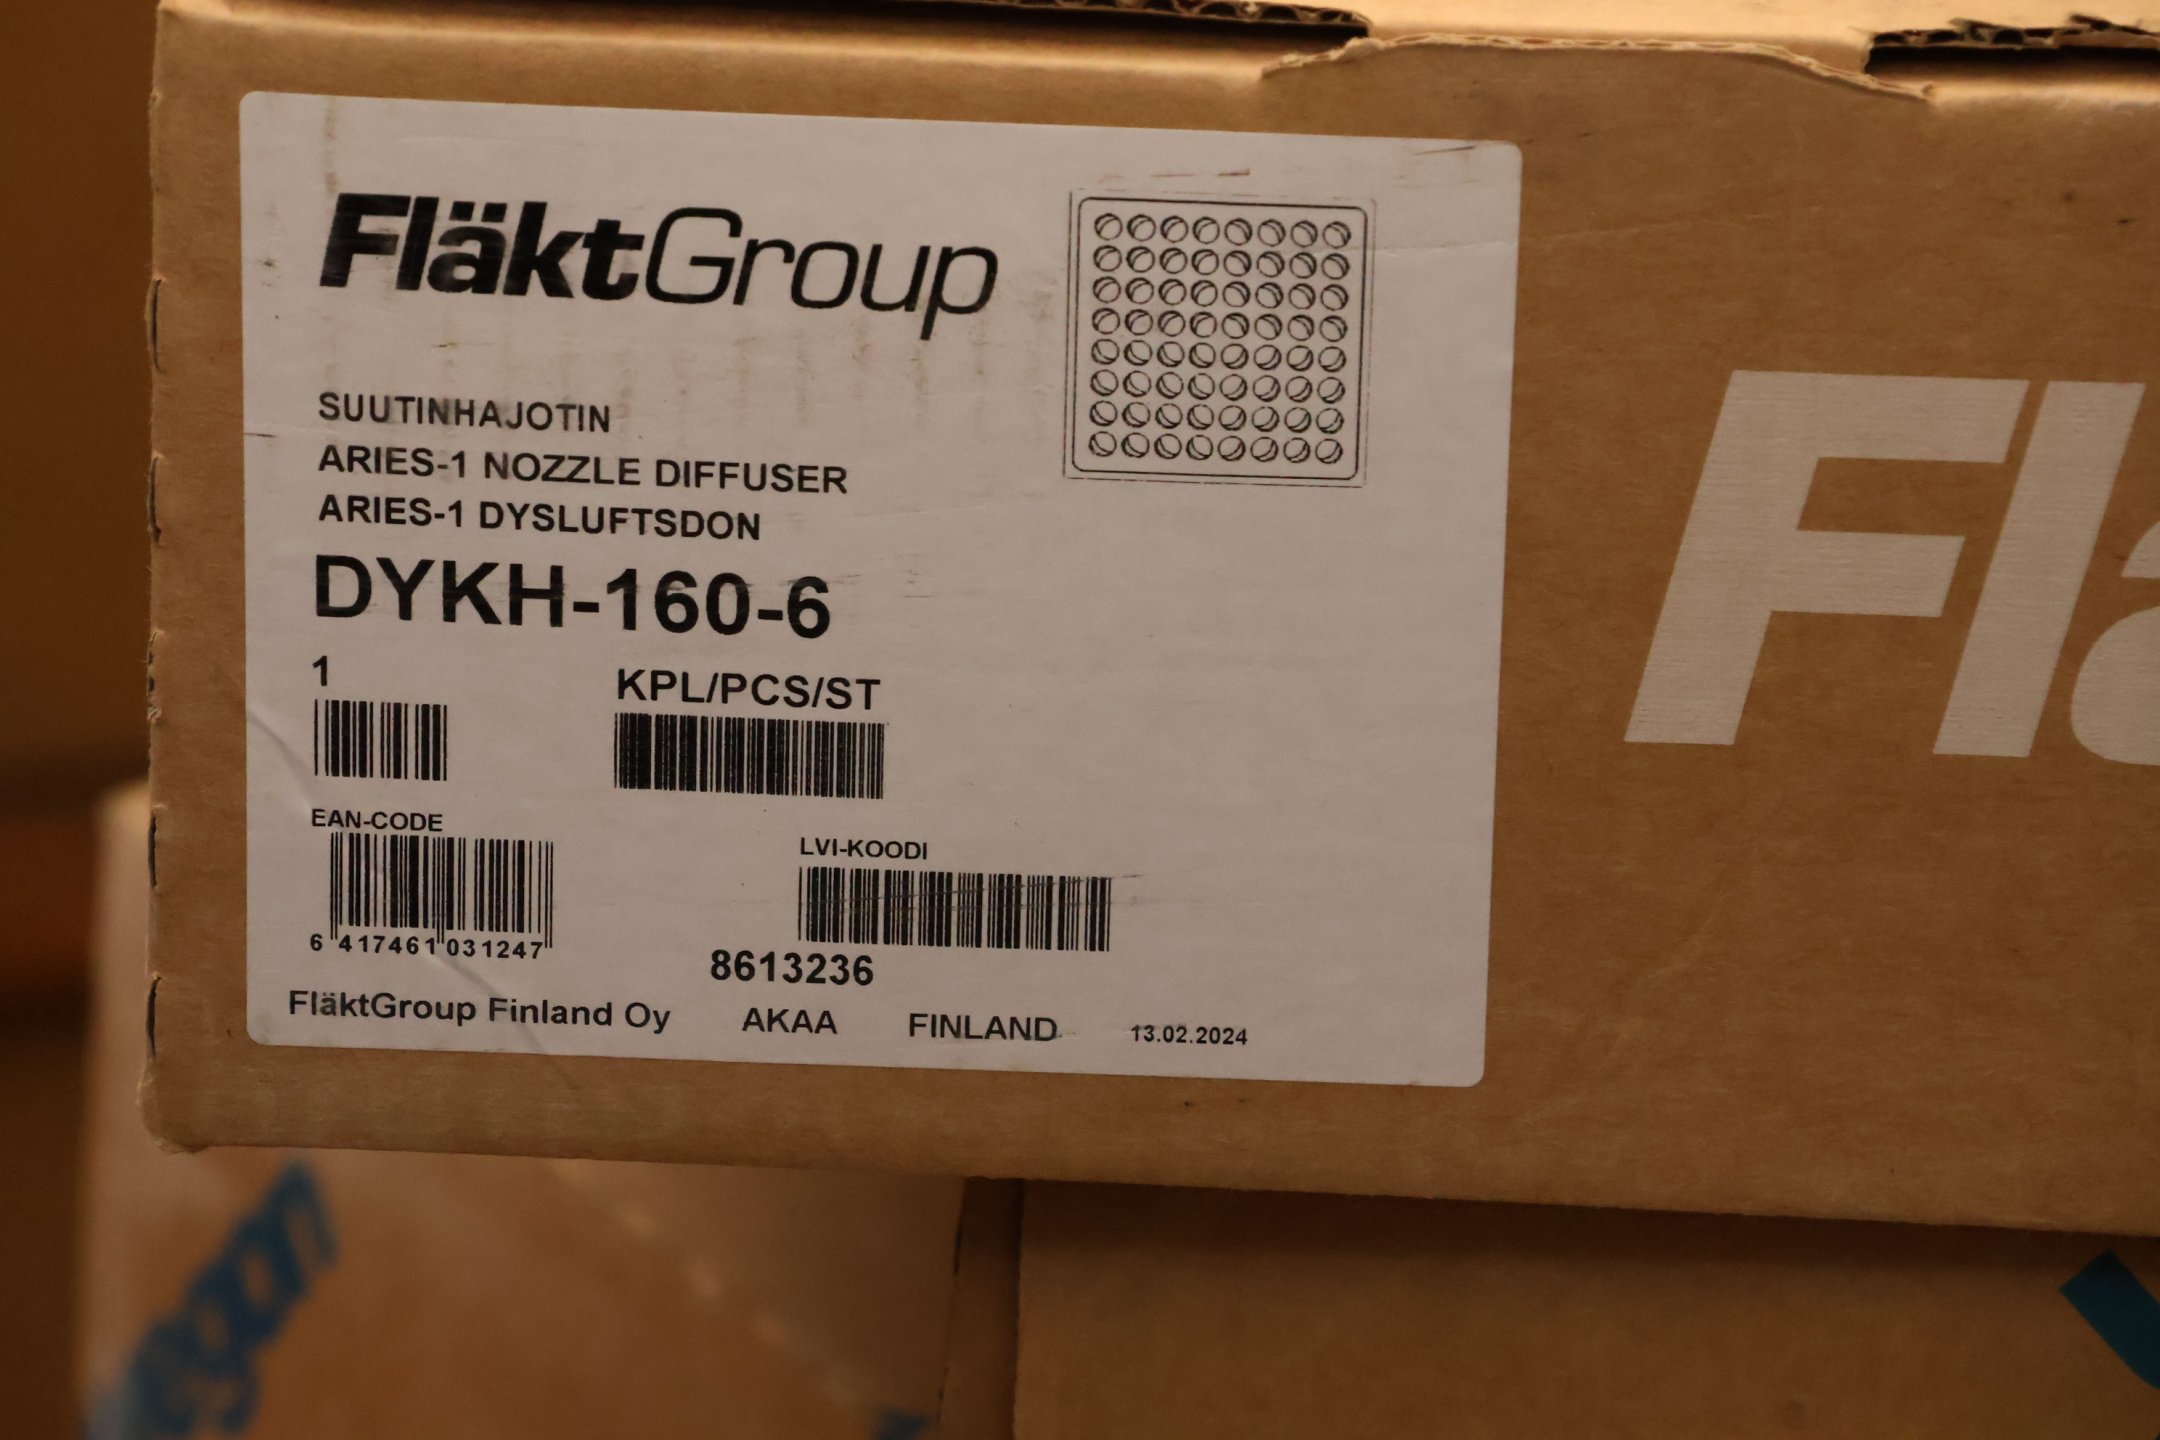 FläktGroup
SUUTINHAJOTIN
ARIES-1 NOZZLE DIFFUSER
ARIES-1 DYSLUFTSDON
DYKH-160-6
1 KPL/PCS/ST
EAN-CODE
LVI-KOODI
6 417461 031247
8613236
FläktGroup Finland Oy AKAA FINLAND 13.02.2024
Flä